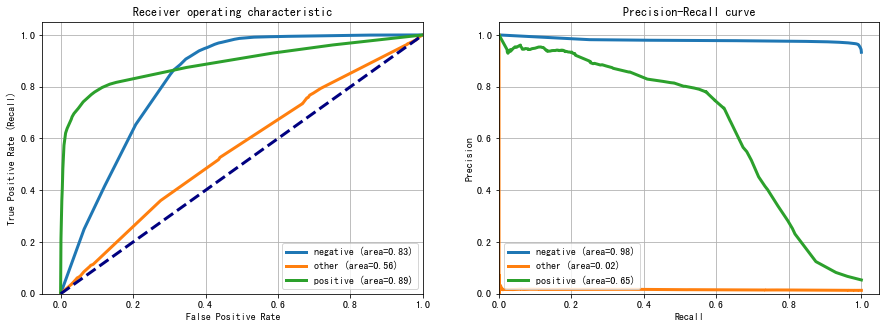 Receiver operating characteristic
True Positive Rate (Recall)
1.0
0.8
0.6
0.4
0.2
0.0
negative (area=0.83)
other (area=0.56)
positive (area=0.89)
0.0 0.2 0.4 0.6 0.8 1.0
False Positive Rate
Precision-Recall curve
Precision
1.0
0.8
0.6
0.4
0.2
0.0
negative (area=0.98)
other (area=0.02)
positive (area=0.65)
0.0 0.2 0.4 0.6 0.8 1.0
Recall